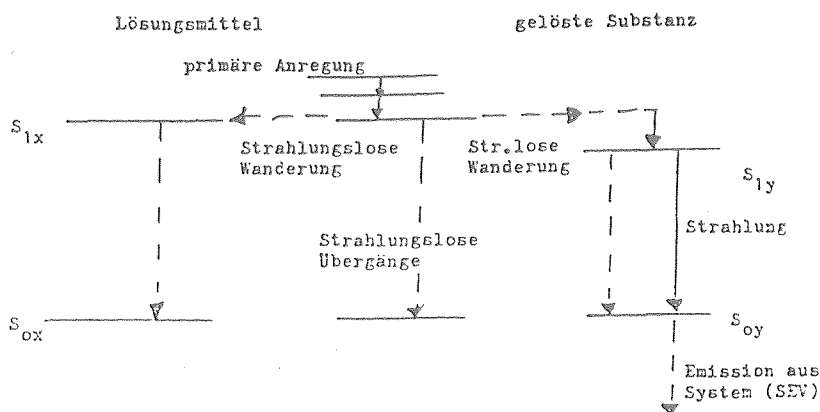 Lösungsmittel
gelöste Substanz
primäre Anregung
S1x
Strahlungslose
Wanderung
Str.lose
Wanderung
S1y
Strahlung
Strahlungslose
Übergänge
Sox
Soy
Emission aus
System (SEV)